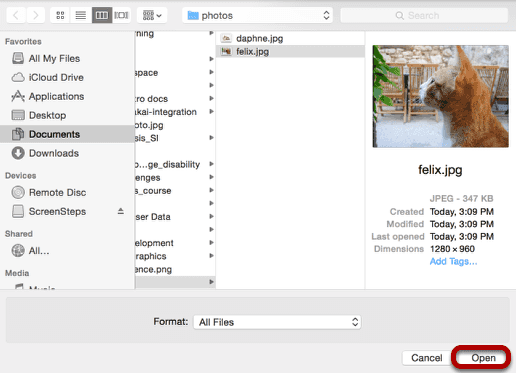 photos
Search
Favorites
All My Files
iCloud Drive
Applications
Desktop
Documents
Downloads
Devices
Remote Disc
ScreenSteps
Shared
All...
Media
rning
space
tro docs
akai-integration
oto.jpg
sis_SI
o...ge_disability
enges
s_course
ser Data
elopment
graphics
ence.png
daphne.jpg
felix.jpg
felix.jpg
JPEG - 347 KB
Created Today, 3:09 PM
Modified Today, 3:09 PM
Last opened Today, 3:09 PM
Dimensions 1280 × 960
Add Tags...
Format: All Files
Cancel
Open